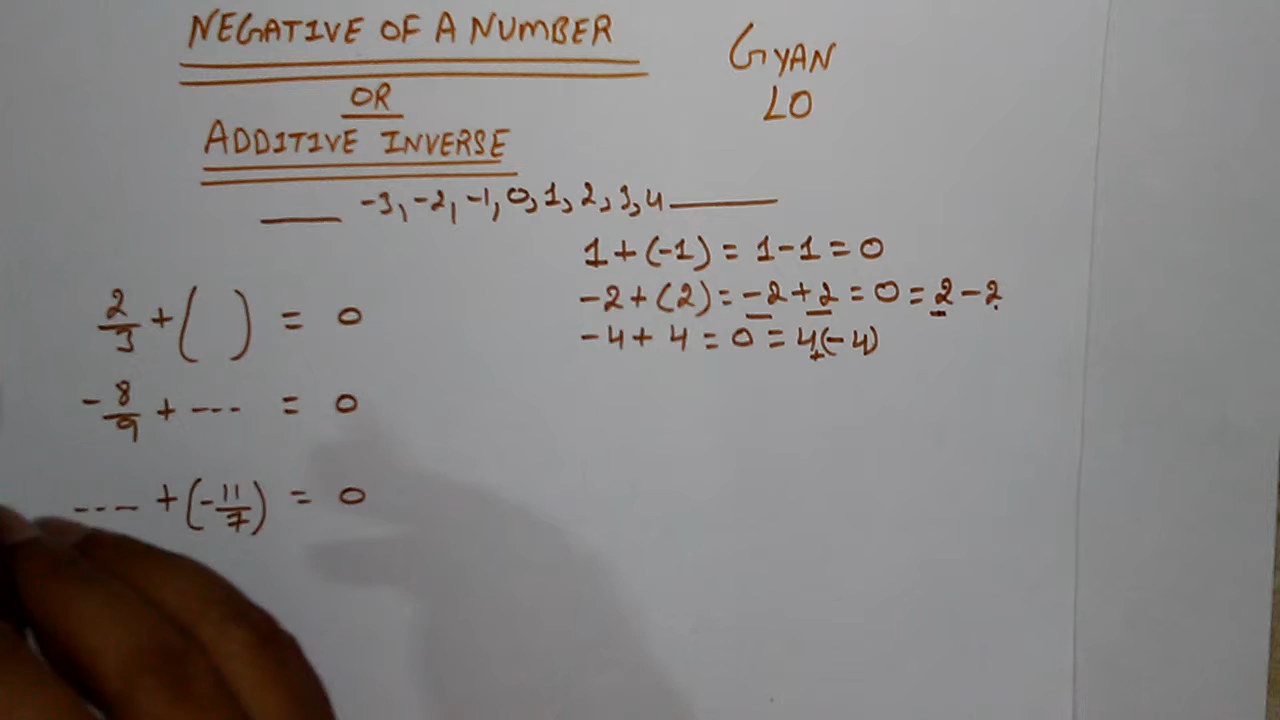 NEGATIVE OF A NUMBER
OR
ADDITIVE INVERSE
GYAN
LO
-3, -2, -1, 0, 1, 2, 3, 4
1 + (-1) = 1 - 1 = 0
-2 + (2) = -2 + 2 = 0 = 2 - 2
-4 + 4 = 0 = 4 + (-4)
2/3 + ( ) = 0
-8/9 + --- = 0
---- + (-11/7) = 0